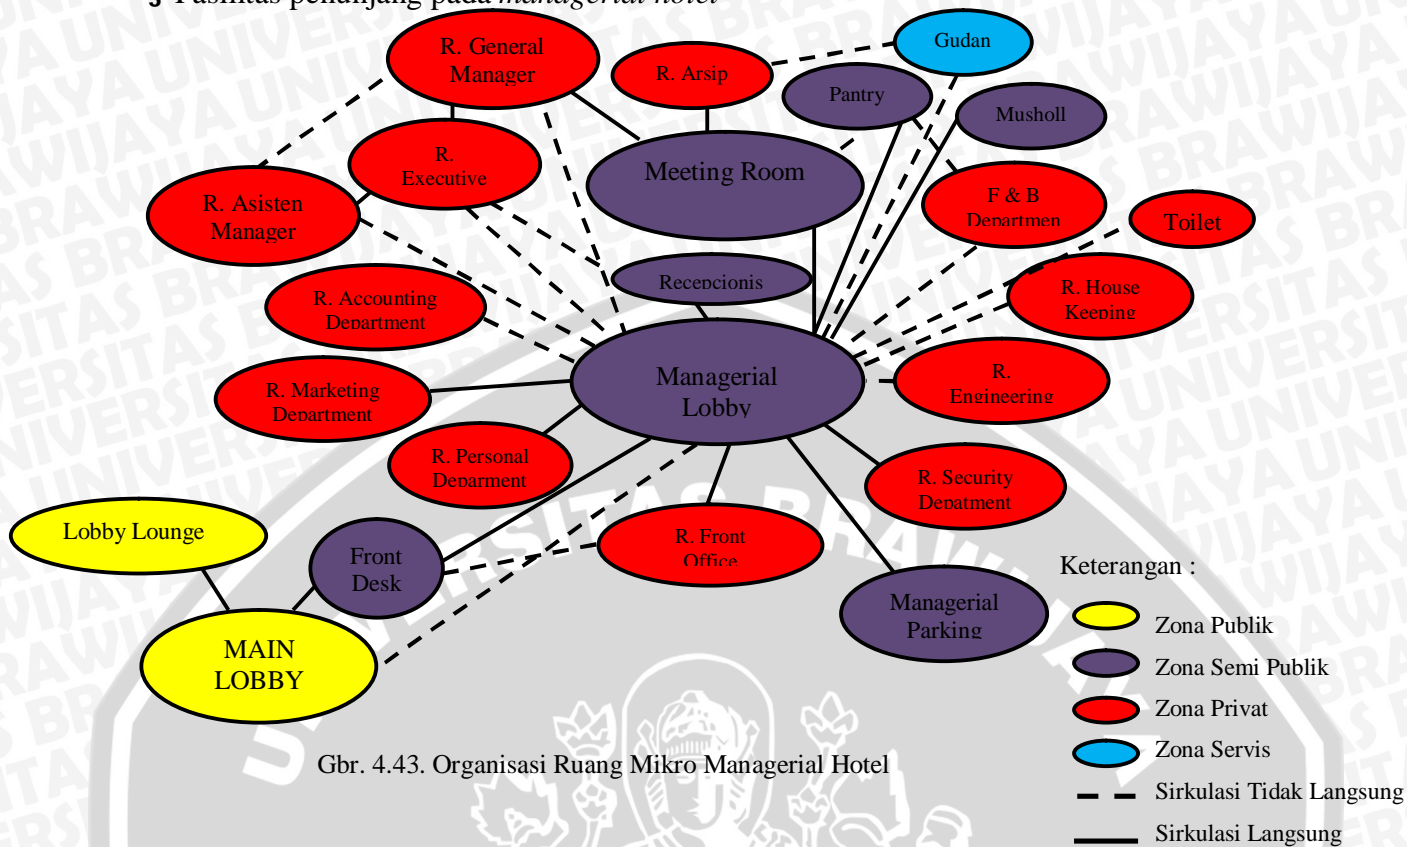 Fasilitas penunjang pada managerial hotel
R. General
Manager
R. Arsip
Gudan
Pantry
Musholl
R.
Executive
Meeting Room
R. Asisten
Manager
F & B
Departmen
Toilet
R. Accounting
Department
Recepcionis
R. House
Keeping
R. Marketing
Department
Managerial
Lobby
R.
Engineering
R. Personal
Deparment
R. Security
Depatment
Lobby Lounge
Front
Desk
R. Front
Office
Managerial
Parking
MAIN
LOBBY
Keterangan :
Zona Publik
Zona Semi Publik
Zona Privat
Zona Servis
Sirkulasi Tidak Langsung
Sirkulasi Langsung
Gbr. 4.43. Organisasi Ruang Mikro Managerial Hotel
UNIVERSITAS BRAWIJAYA